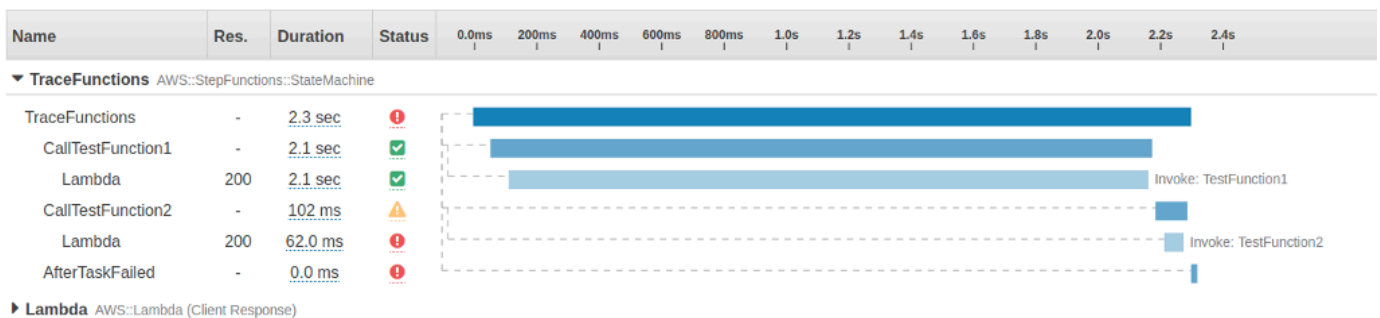 Name Res. Duration Status 0.0ms 200ms 400ms 600ms 800ms 1.0s 1.2s 1.4s 1.6s 1.8s 2.0s 2.2s 2.4s
TraceFunctions AWS::StepFunctions::StateMachine
TraceFunctions - 2.3 sec
CallTestFunction1 - 2.1 sec
Lambda 200 2.1 sec Invoke: TestFunction1
CallTestFunction2 - 102 ms
Lambda 200 62.0 ms Invoke: TestFunction2
AfterTaskFailed - 0.0 ms
Lambda AWS::Lambda (Client Response)